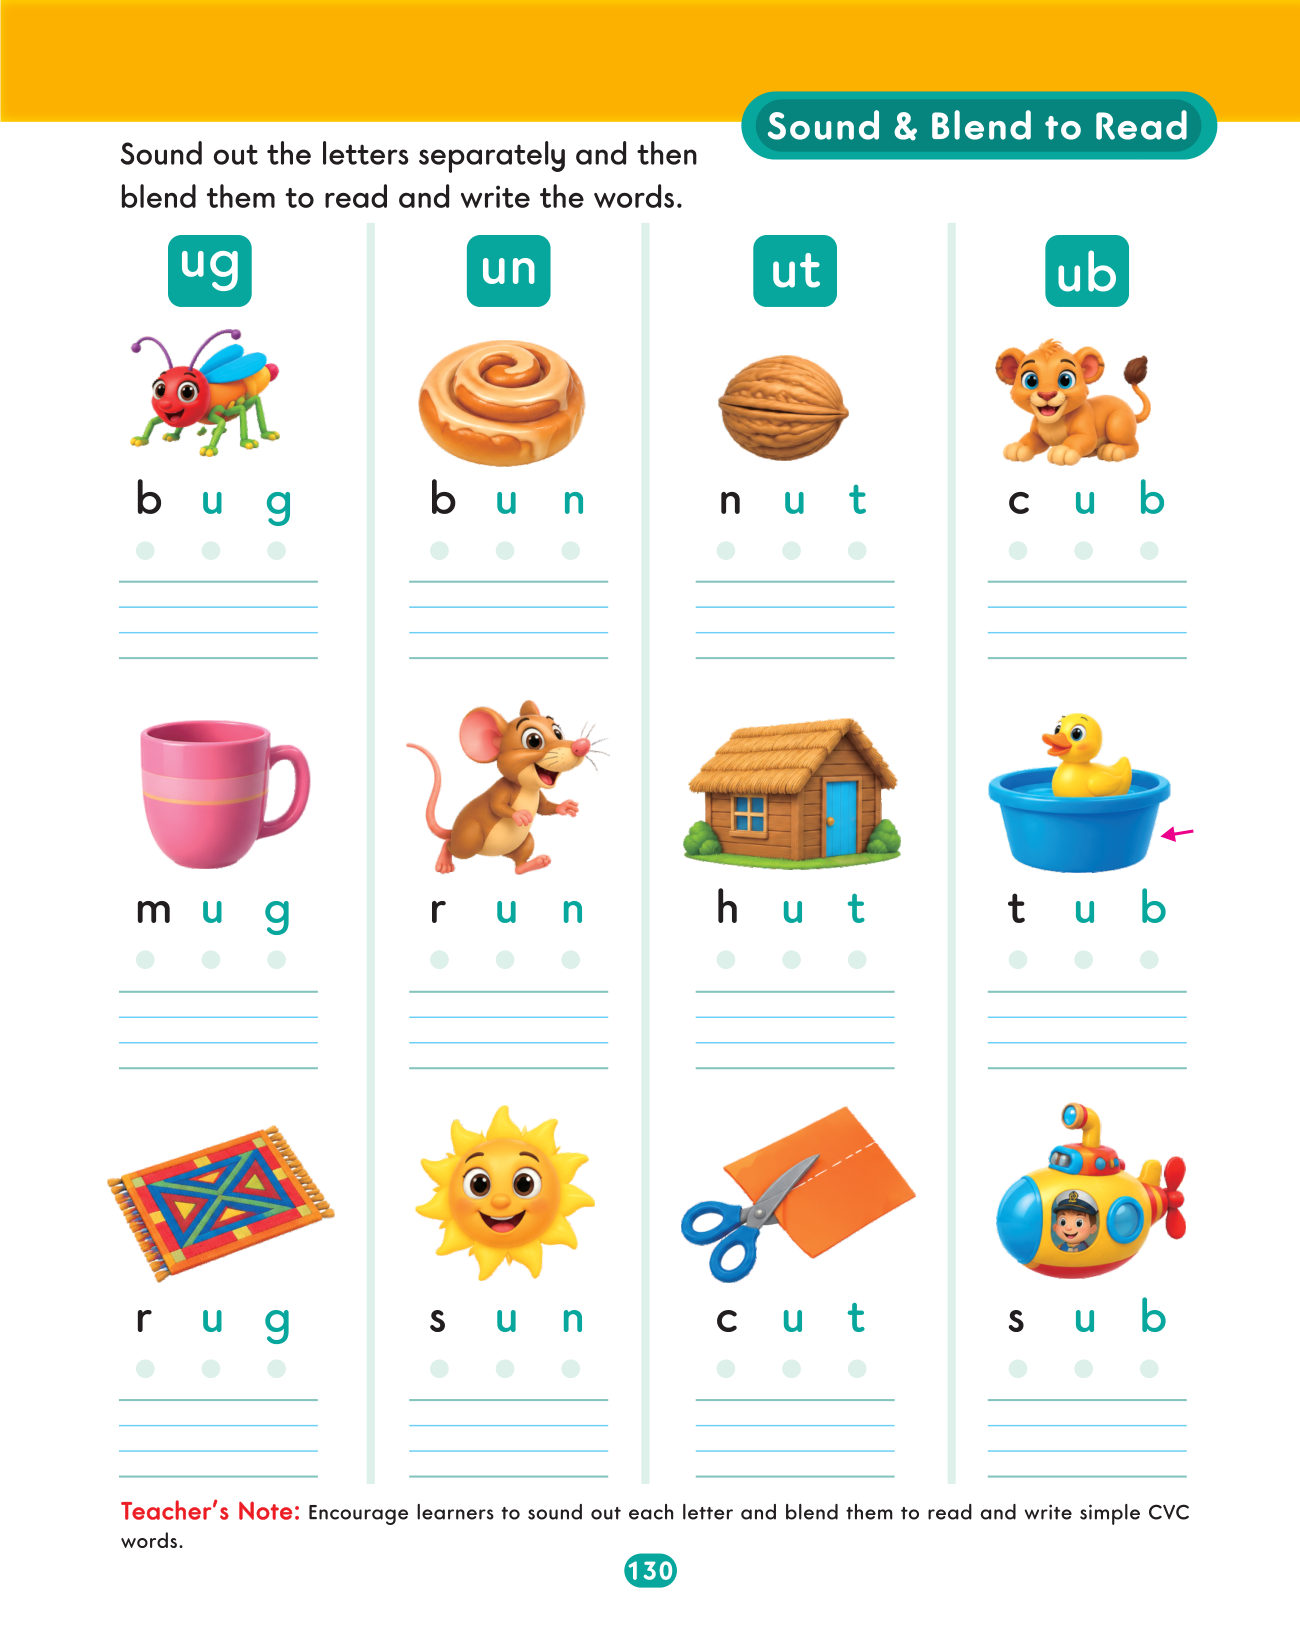 Sound & Blend to Read
Sound out the letters separately and then
blend them to read and write the words.
ug un ut ub
b u g b u n n u t c u b
m u g r u n h u t t u b
r u g s u n c u t s u b
Teacher's Note: Encourage learners to sound out each letter and blend them to read and write simple CVC
words.
130